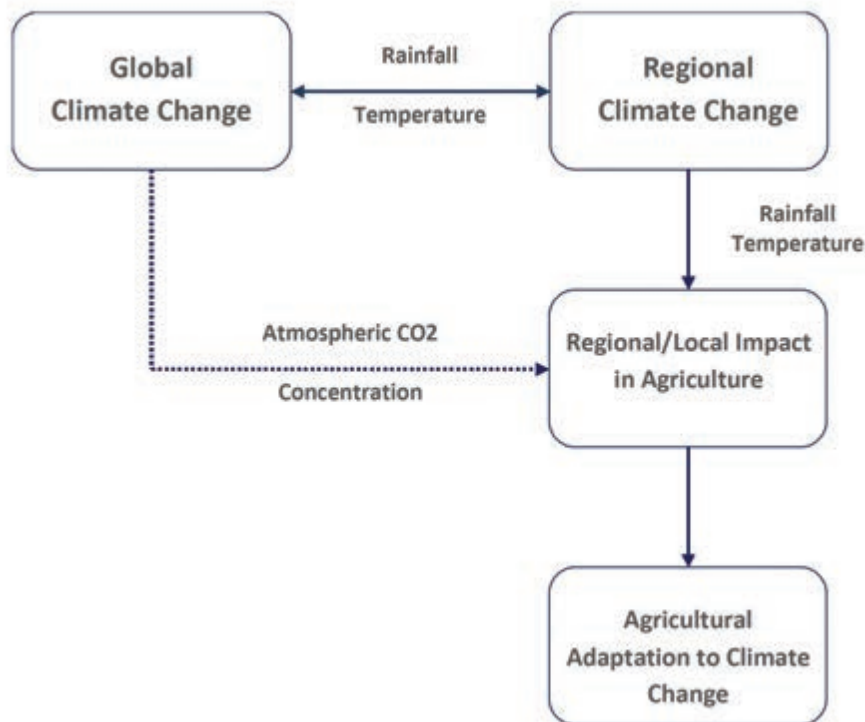 Global
Climate Change
Rainfall
Temperature
Regional
Climate Change
Rainfall
Temperature
Atmospheric CO2
Concentration
Regional/Local Impact
in Agriculture
Agricultural
Adaptation to Climate
Change